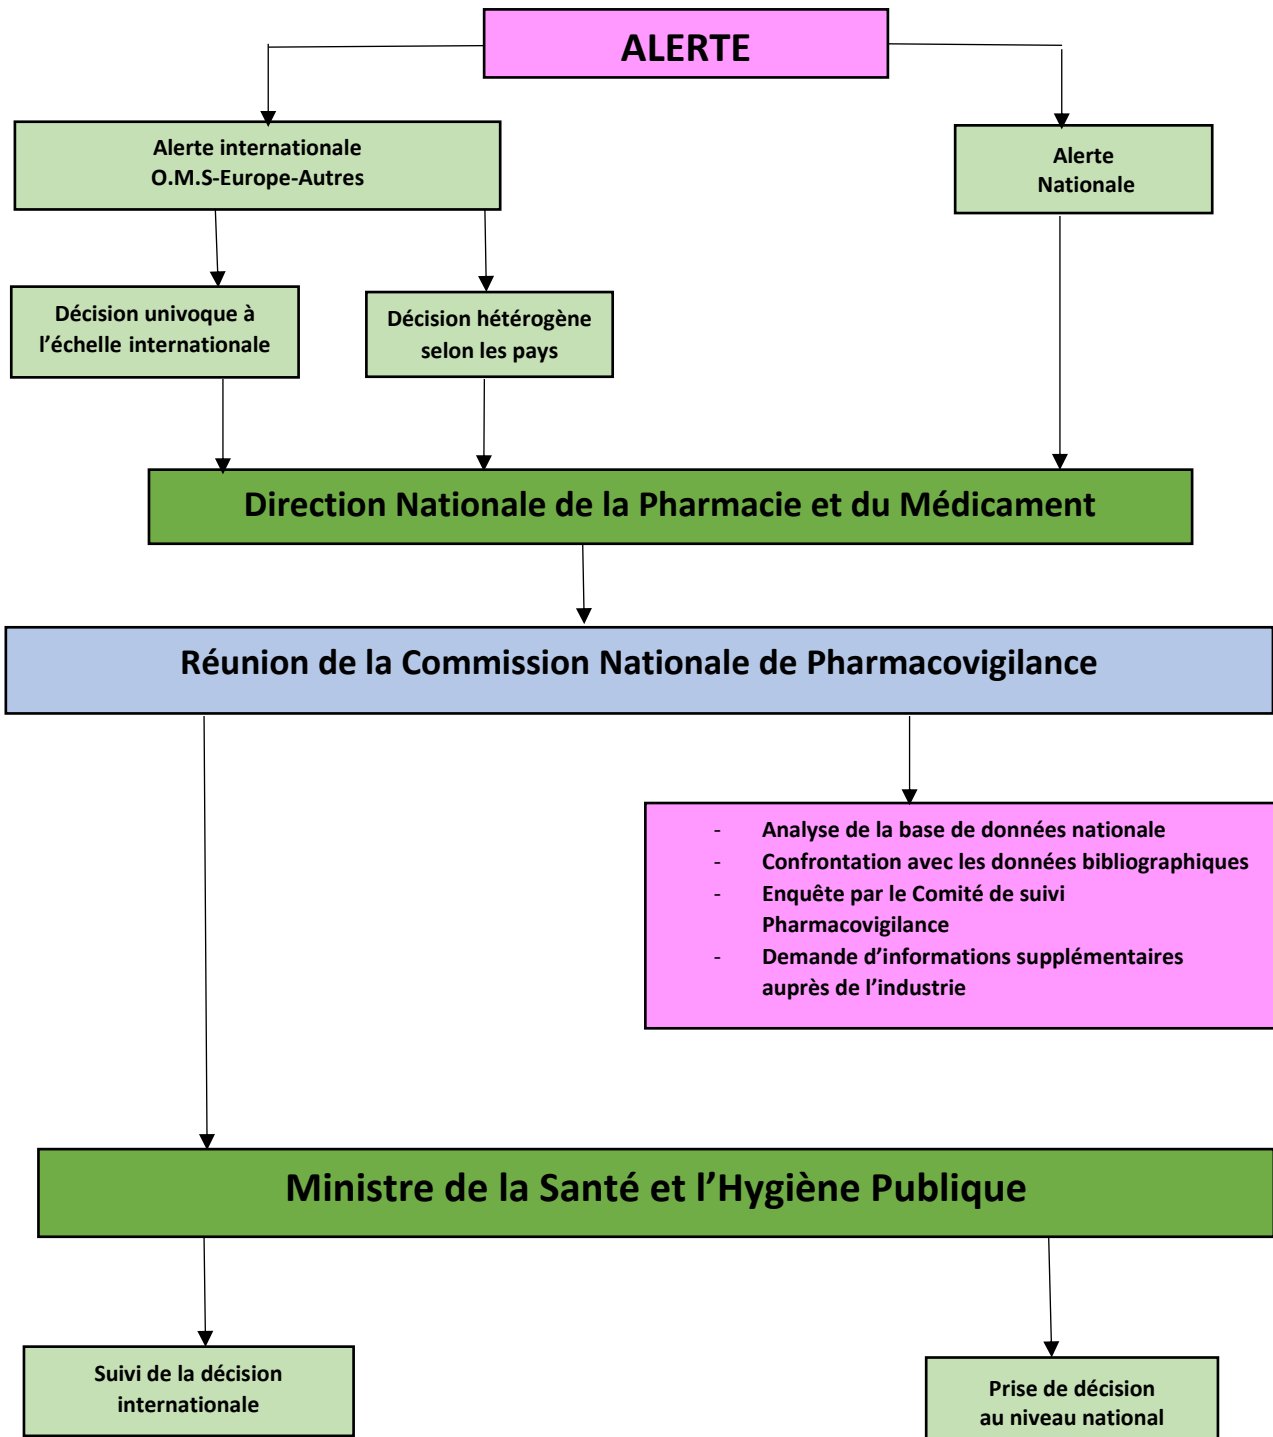 ALERTE
Alerte internationale
O.M.S-Europe-Autres
Alerte
Nationale
Décision univoque à
l’échelle internationale
Décision hétérogène
selon les pays
Direction Nationale de la Pharmacie et du Médicament
Réunion de la Commission Nationale de Pharmacovigilance
- Analyse de la base de données nationale
- Confrontation avec les données bibliographiques
- Enquête par le Comité de suivi
Pharmacovigilance
- Demande d’informations supplémentaires
auprès de l’industrie
Ministre de la Santé et l’Hygiène Publique
Suivi de la décision
internationale
Prise de décision
au niveau national